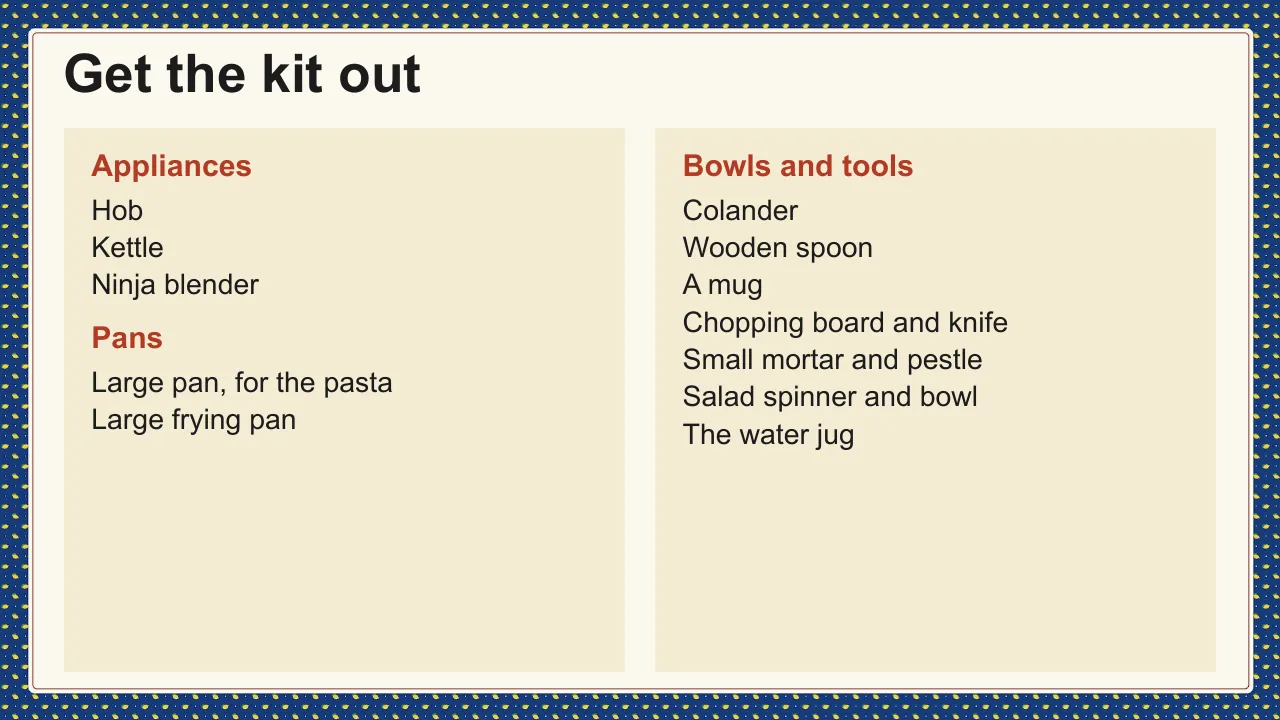 Get the kit out
Appliances
Hob
Kettle
Ninja blender
Pans
Large pan, for the pasta
Large frying pan
Bowls and tools
Colander
Wooden spoon
A mug
Chopping board and knife
Small mortar and pestle
Salad spinner and bowl
The water jug